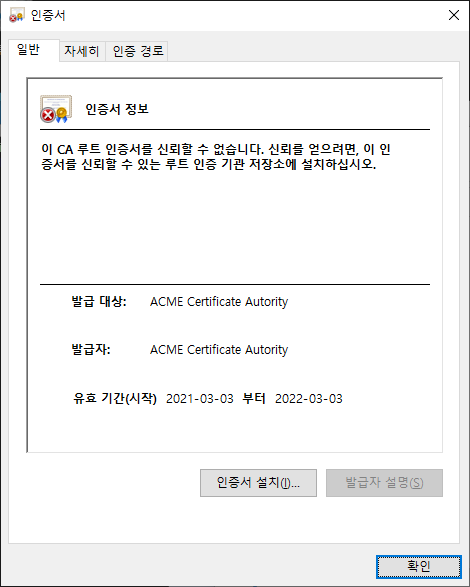 인증서
일반 자세히 인증 경로
인증서 정보
이 CA 루트 인증서를 신뢰할 수 없습니다. 신뢰를 얻으려면, 이 인
증서를 신뢰할 수 있는 루트 인증 기관 저장소에 설치하십시오.
발급 대상: ACME Certificate Autority
발급자: ACME Certificate Autority
유효 기간(시작) 2021-03-03 부터 2022-03-03
인증서 설치(I)... 발급자 설명(S)
확인